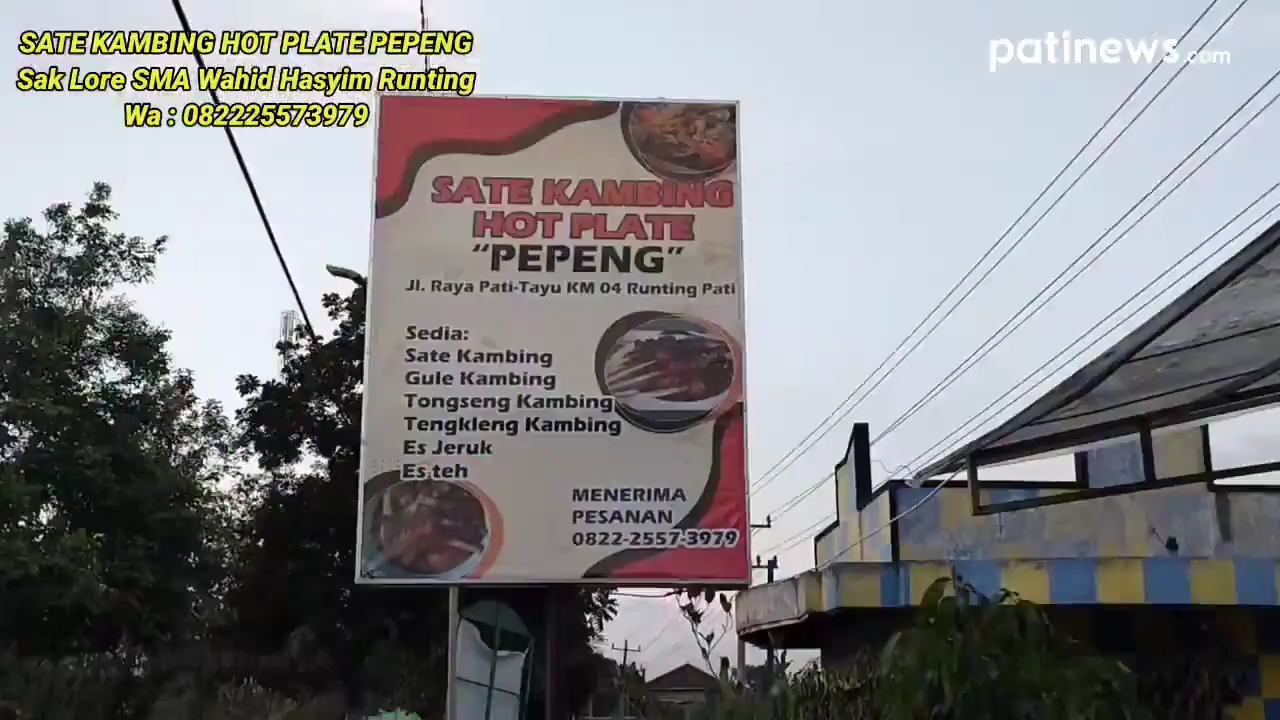 SATE KAMBING HOT PLATE PEPENG
Sak Lore SMA Wahid Hasyim Runting
Wa : 082225573979
patinews.com
SATE KAMBING
HOT PLATE
"PEPENG"
Jl. Raya Pati-Tayu KM 04 Runting Pati
Sedia:
Sate Kambing
Gule Kambing
Tongseng Kambing
Tengkleng Kambing
Es Jeruk
Es teh
MENERIMA
PESANAN
0822-2557-3979